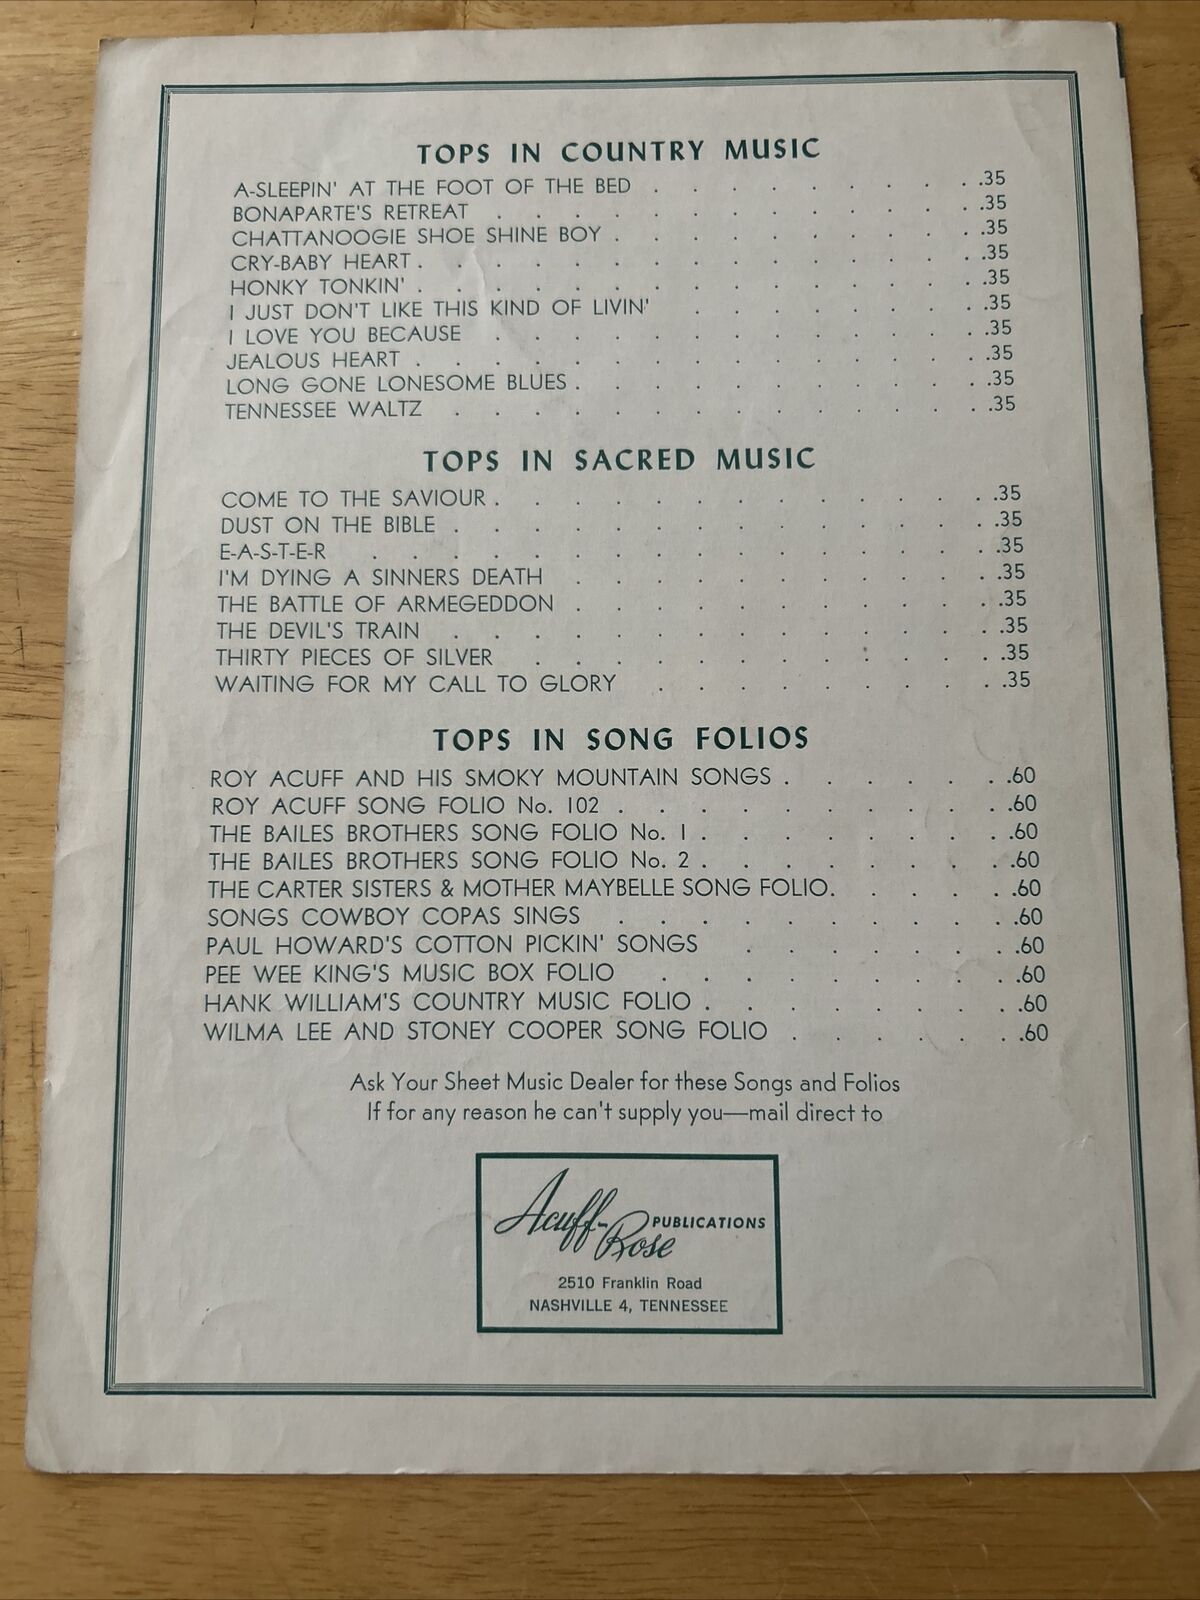 TOPS IN COUNTRY MUSIC
A-SLEEPIN' AT THE FOOT OF THE BED . . . . . . . . . .35
BONAPARTE'S RETREAT . . . . . . . . . . . . . .35
CHATTANOOGIE SHOE SHINE BOY . . . . . . . . . . .35
CRY-BABY HEART . . . . . . . . . . . . . . . .35
HONKY TONKIN' . . . . . . . . . . . . . . . .35
I JUST DON'T LIKE THIS KIND OF LIVIN' . . . . . . . . .35
I LOVE YOU BECAUSE . . . . . . . . . . . . . .35
JEALOUS HEART . . . . . . . . . . . . . . . .35
LONG GONE LONESOME BLUES . . . . . . . . . . . .35
TENNESSEE WALTZ . . . . . . . . . . . . . . .35
TOPS IN SACRED MUSIC
COME TO THE SAVIOUR . . . . . . . . . . . . . .35
DUST ON THE BIBLE . . . . . . . . . . . . . . .35
E-A-S-T-E-R . . . . . . . . . . . . . . . . .35
I'M DYING A SINNERS DEATH . . . . . . . . . . . .35
THE BATTLE OF ARMEGEDDON . . . . . . . . . . . .35
THE DEVIL'S TRAIN . . . . . . . . . . . . . . .35
THIRTY PIECES OF SILVER . . . . . . . . . . . . .35
WAITING FOR MY CALL TO GLORY . . . . . . . . . .35
TOPS IN SONG FOLIOS
ROY ACUFF AND HIS SMOKY MOUNTAIN SONGS . . . . . . .60
ROY ACUFF SONG FOLIO No. 102 . . . . . . . . . . .60
THE BAILES BROTHERS SONG FOLIO No. 1 . . . . . . . . .60
THE BAILES BROTHERS SONG FOLIO No. 2 . . . . . . . . .60
THE CARTER SISTERS & MOTHER MAYBELLE SONG FOLIO. . . . . .60
SONGS COWBOY COPAS SINGS . . . . . . . . . . .60
PAUL HOWARD'S COTTON PICKIN' SONGS . . . . . . . .60
PEE WEE KING'S MUSIC BOX FOLIO . . . . . . . . . .60
HANK WILLIAM'S COUNTRY MUSIC FOLIO . . . . . . . . .60
WILMA LEE AND STONEY COOPER SONG FOLIO . . . . . . .60
Ask Your Sheet Music Dealer for these Songs and Folios
If for any reason he can't supply you—mail direct to
Acuff-Rose PUBLICATIONS
2510 Franklin Road
NASHVILLE 4, TENNESSEE